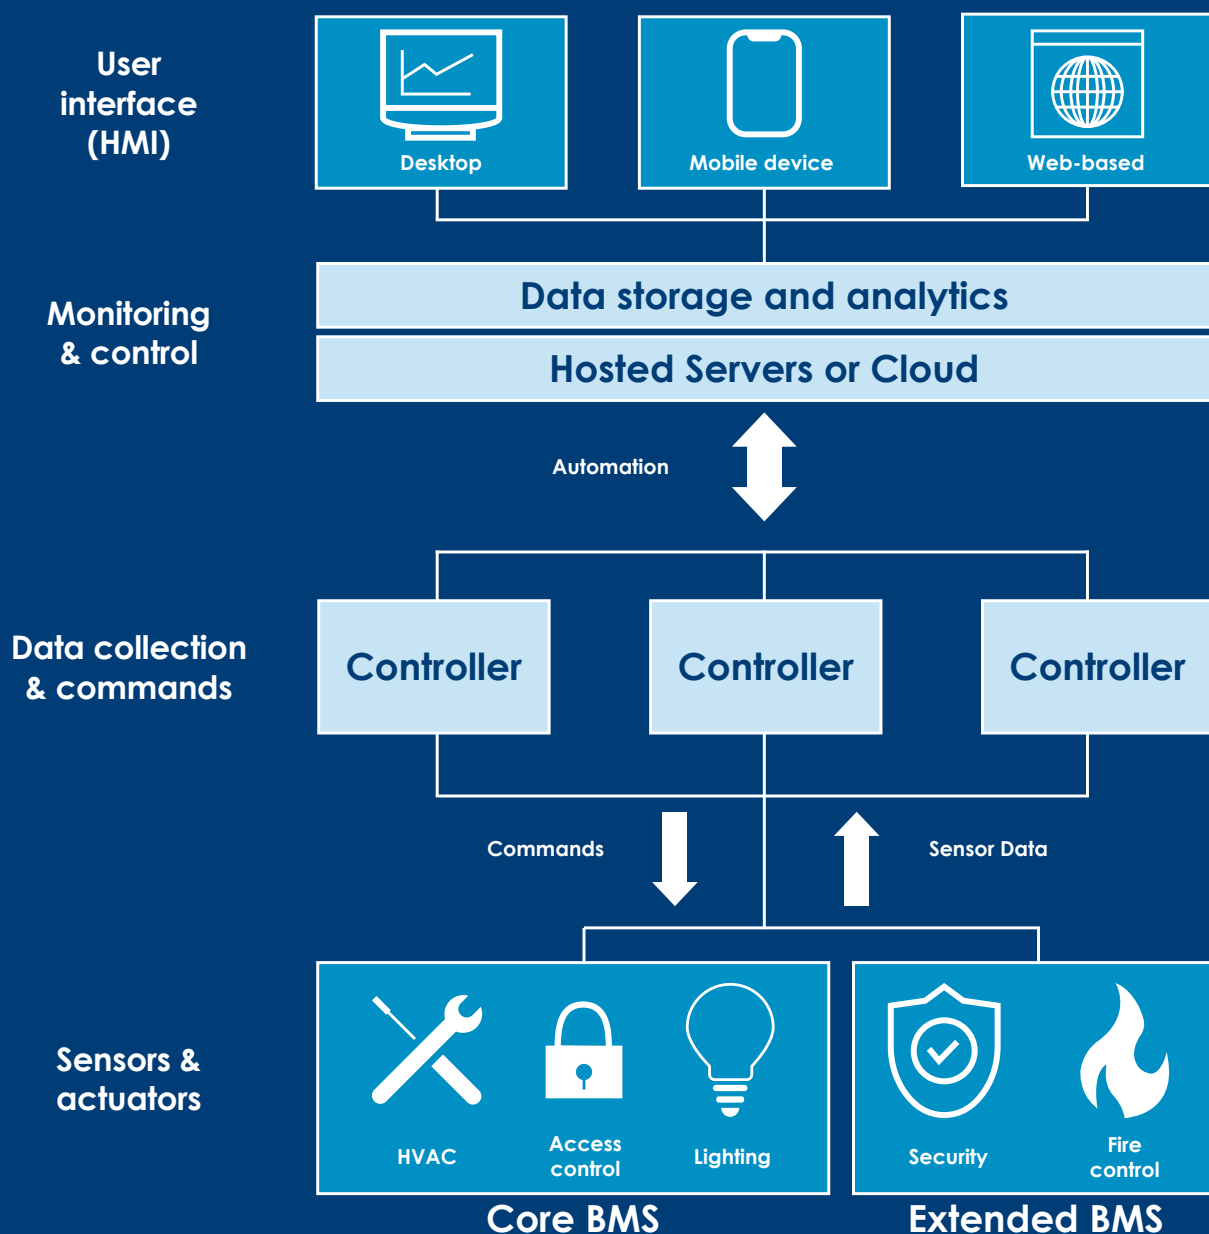 User
interface
(HMI)
Desktop
Mobile device
Web-based
Monitoring
& control
Data storage and analytics
Hosted Servers or Cloud
Automation
Data collection
& commands
Controller
Controller
Controller
Commands
Sensor Data
Sensors &
actuators
HVAC
Access
control
Lighting
Security
Fire
control
Core BMS
Extended BMS